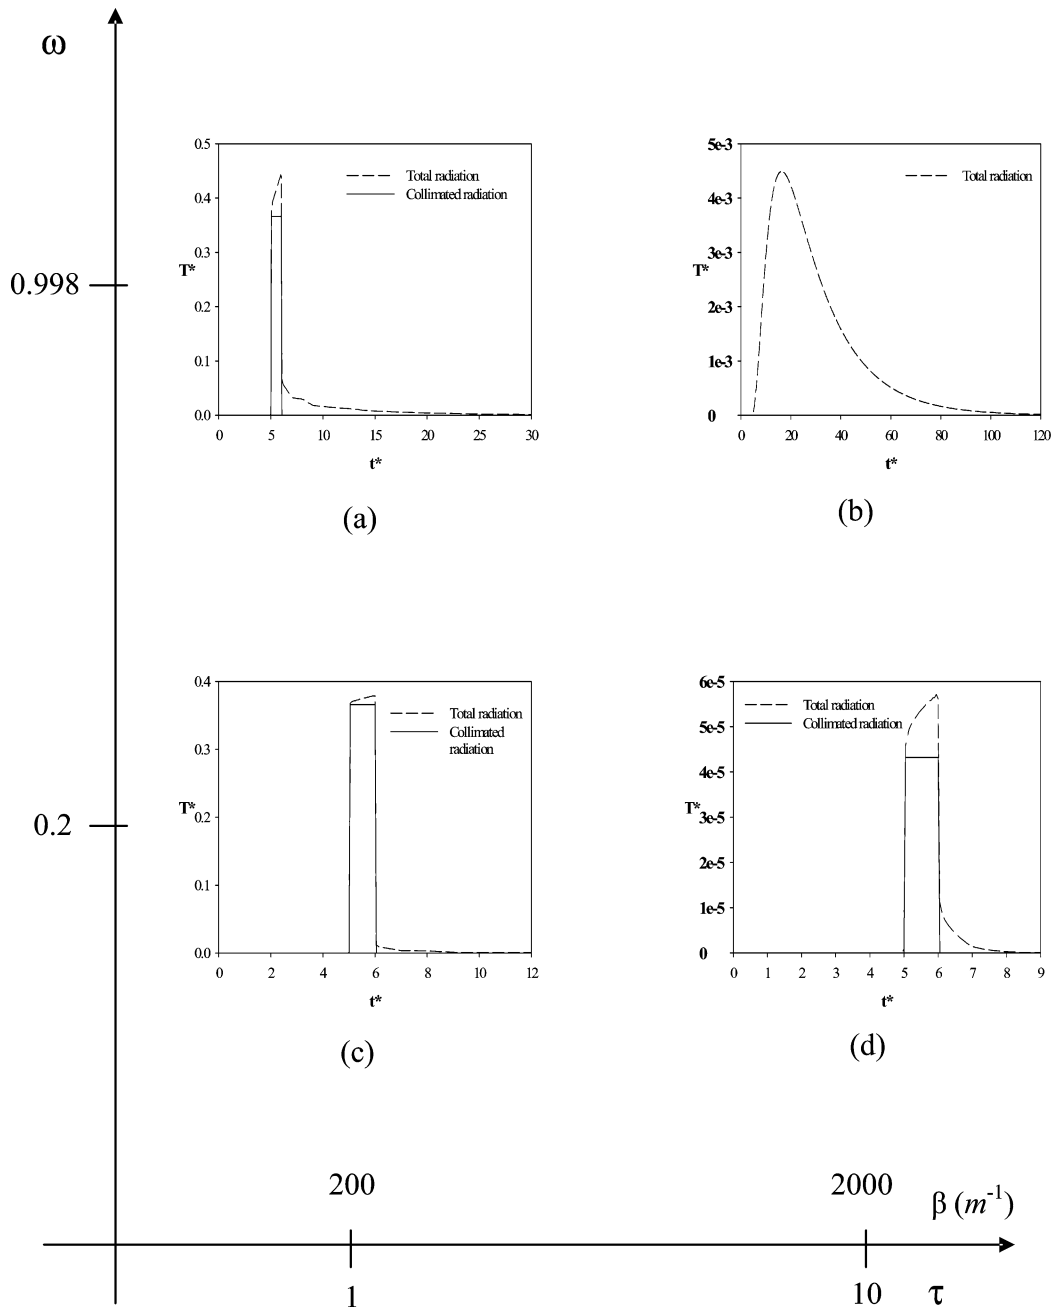 ω
0.5
0.4
0.3
T*
0.2
0.1
0.0
0 5 10 15 20 25 30
t*
Total radiation
Collimated radiation
(a)
5e-3
4e-3
3e-3
T*
2e-3
1e-3
0
0 20 40 60 80 100 120
t*
Total radiation
(b)
0.998
0.4
0.3
T*
0.2
0.1
0.0
0 2 4 6 8 10 12
t*
Total radiation
Collimated
radiation
(c)
6e-5
5e-5
4e-5
T*
3e-5
2e-5
1e-5
0
0 1 2 3 4 5 6 7 8 9
t*
Total radiation
Collimated radiation
(d)
0.2
200 2000
β (m⁻¹)
1 10 τ